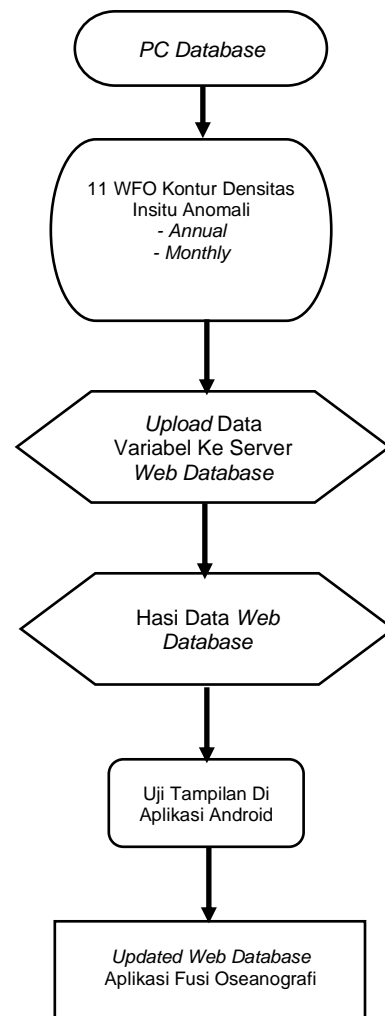 PC Database
11 WFO Kontur Densitas
Insitu Anomali
- Annual
- Monthly
Upload Data
Variabel Ke Server
Web Database
Hasi Data Web
Database
Uji Tampilan Di
Aplikasi Android
Updated Web Database
Aplikasi Fusi Oseanografi